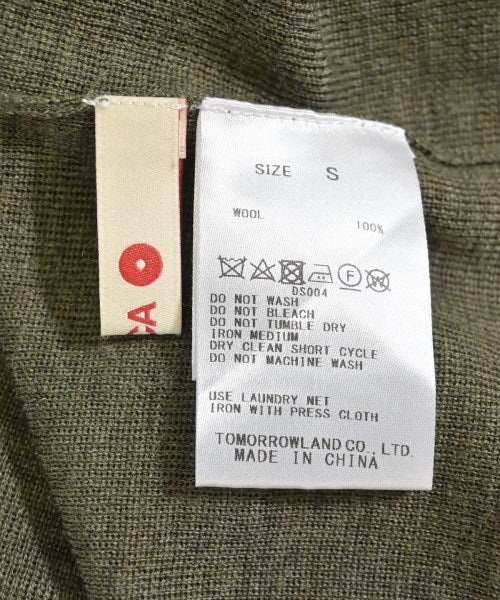 SIZE S
WOOL 100%
DS004
DO NOT WASH
DO NOT BLEACH
DO NOT TUMBLE DRY
IRON MEDIUM
DRY CLEAN SHORT CYCLE
DO NOT MACHINE WASH
USE LAUNDRY NET
IRON WITH PRESS CLOTH
TOMORROWLAND CO., LTD.
MADE IN CHINA
CA